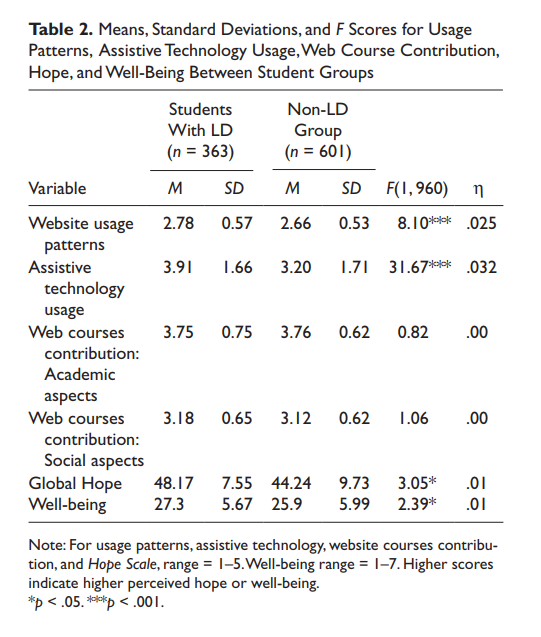 Table 2. Means, Standard Deviations, and F Scores for Usage
Patterns, Assistive Technology Usage, Web Course Contribution,
Hope, and Well-Being Between Student Groups
Students With LD (n = 363) Non-LD Group (n = 601)
Variable M SD M SD F(1, 960) η
Website usage patterns 2.78 0.57 2.66 0.53 8.10*** .025
Assistive technology usage 3.91 1.66 3.20 1.71 31.67*** .032
Web courses contribution: Academic aspects 3.75 0.75 3.76 0.62 0.82 .00
Web courses contribution: Social aspects 3.18 0.65 3.12 0.62 1.06 .00
Global Hope 48.17 7.55 44.24 9.73 3.05* .01
Well-being 27.3 5.67 25.9 5.99 2.39* .01
Note: For usage patterns, assistive technology, website courses contribu-
tion, and Hope Scale, range = 1–5. Well-being range = 1–7. Higher scores
indicate higher perceived hope or well-being.
*p < .05. ***p < .001.